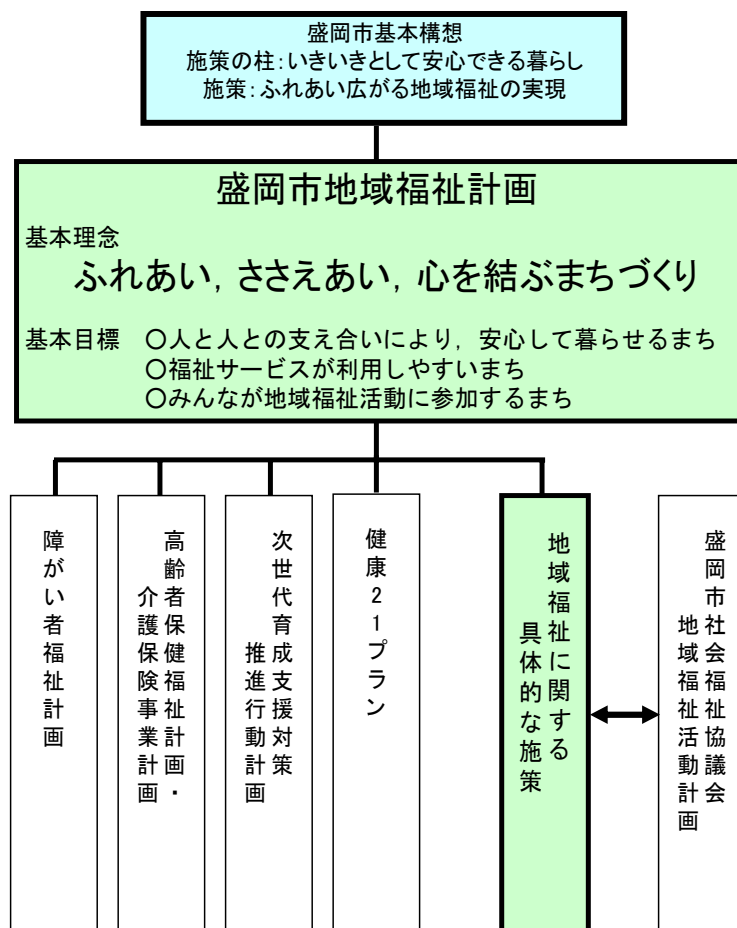 盛岡市基本構想
施策の柱：いきいきとして安心できる暮らし
施策：ふれあい広がる地域福祉の実現
盛岡市地域福祉計画
基本理念
ふれあい，ささえあい，心を結ぶまちづくり
基本目標　○人と人との支え合いにより，安心して暮らせるまち
○福祉サービスが利用しやすいまち
○みんなが地域福祉活動に参加するまち
障がい者福祉計画
高齢者保健福祉計画・
介護保険事業計画
次世代育成支援対策
推進行動計画
健康21プラン
地域福祉に関する
具体的な施策
盛岡市社会福祉協議会
地域福祉活動計画